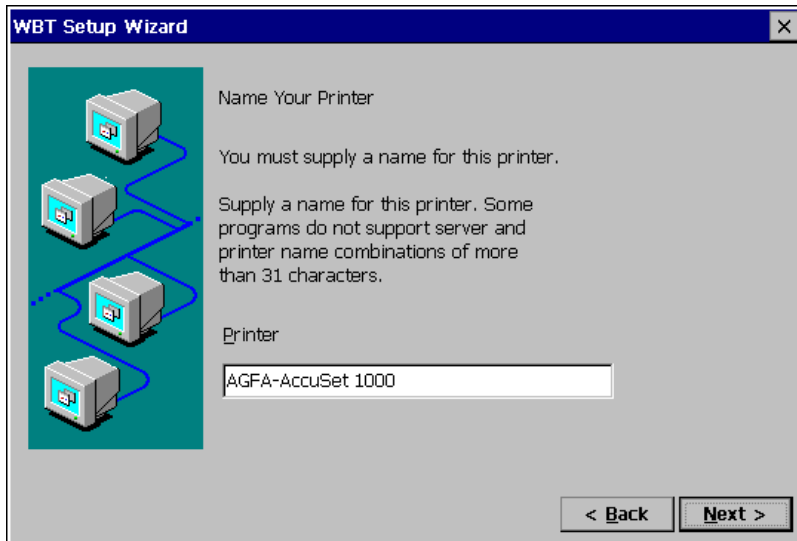 WBT Setup Wizard
Name Your Printer
You must supply a name for this printer.
Supply a name for this printer. Some
programs do not support server and
printer name combinations of more
than 31 characters.
Printer
AGFA-AccuSet 1000
< Back
Next >